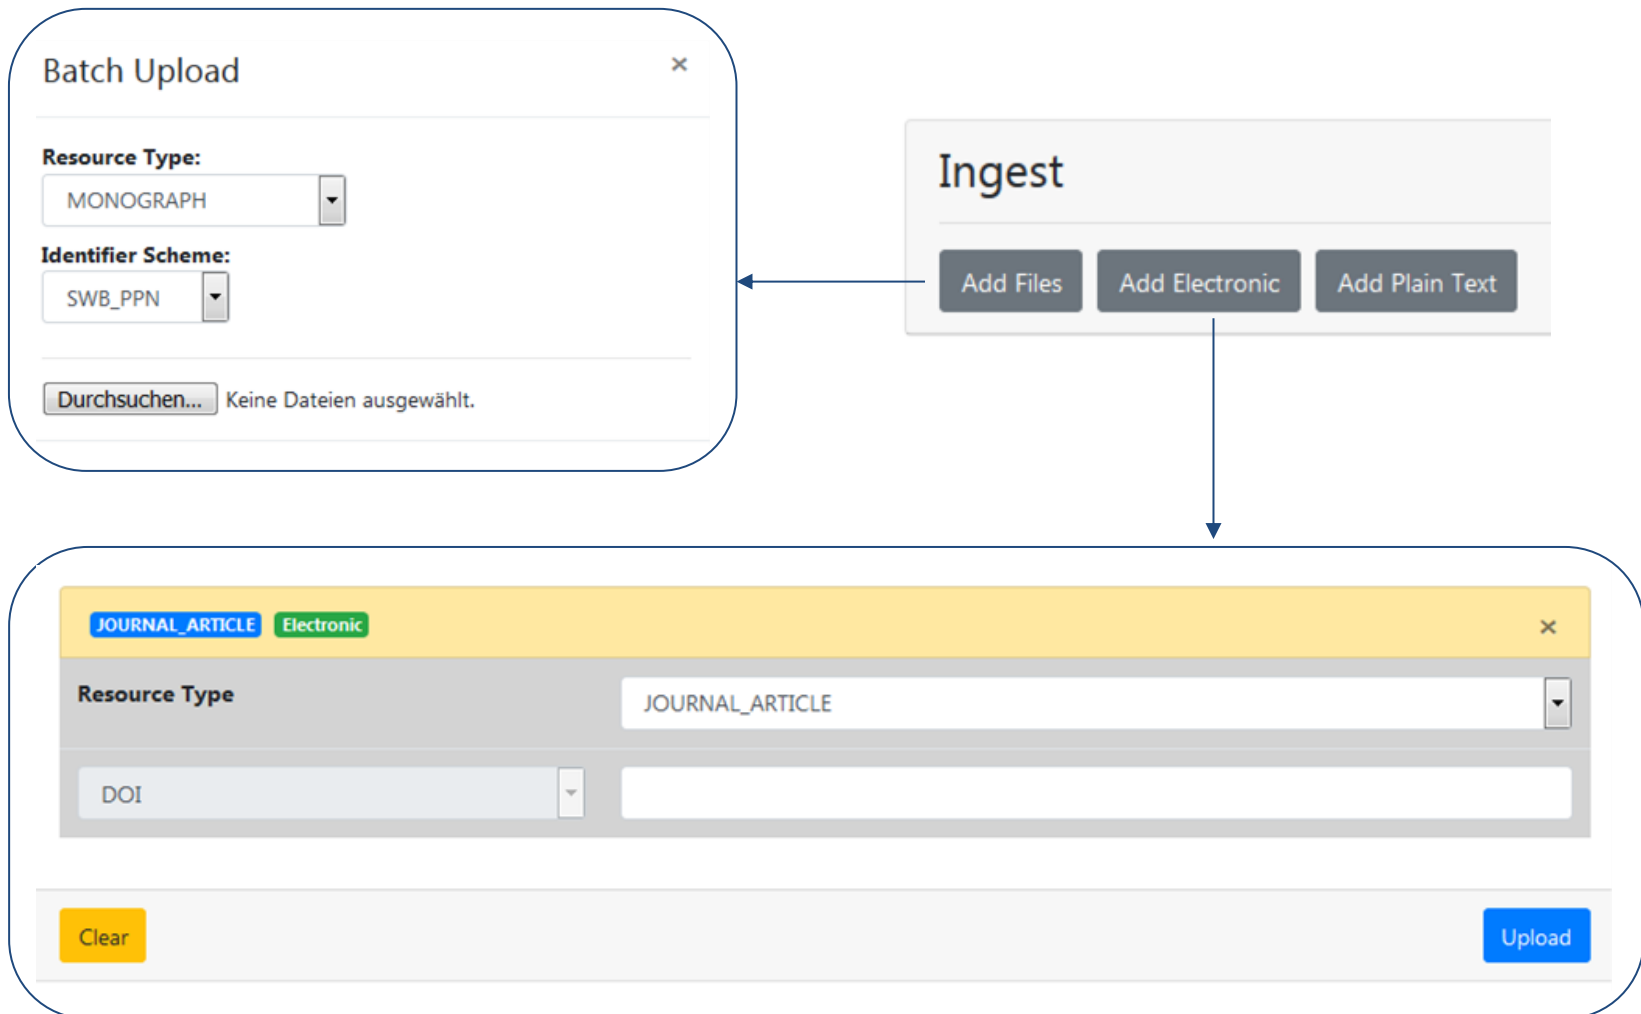 Batch Upload ×
Resource Type:
MONOGRAPH
Identifier Scheme:
SWB_PPN
Durchsuchen... Keine Dateien ausgewählt.
Ingest
Add Files Add Electronic Add Plain Text
JOURNAL_ARTICLE Electronic ×
Resource Type JOURNAL_ARTICLE
DOI
Clear Upload